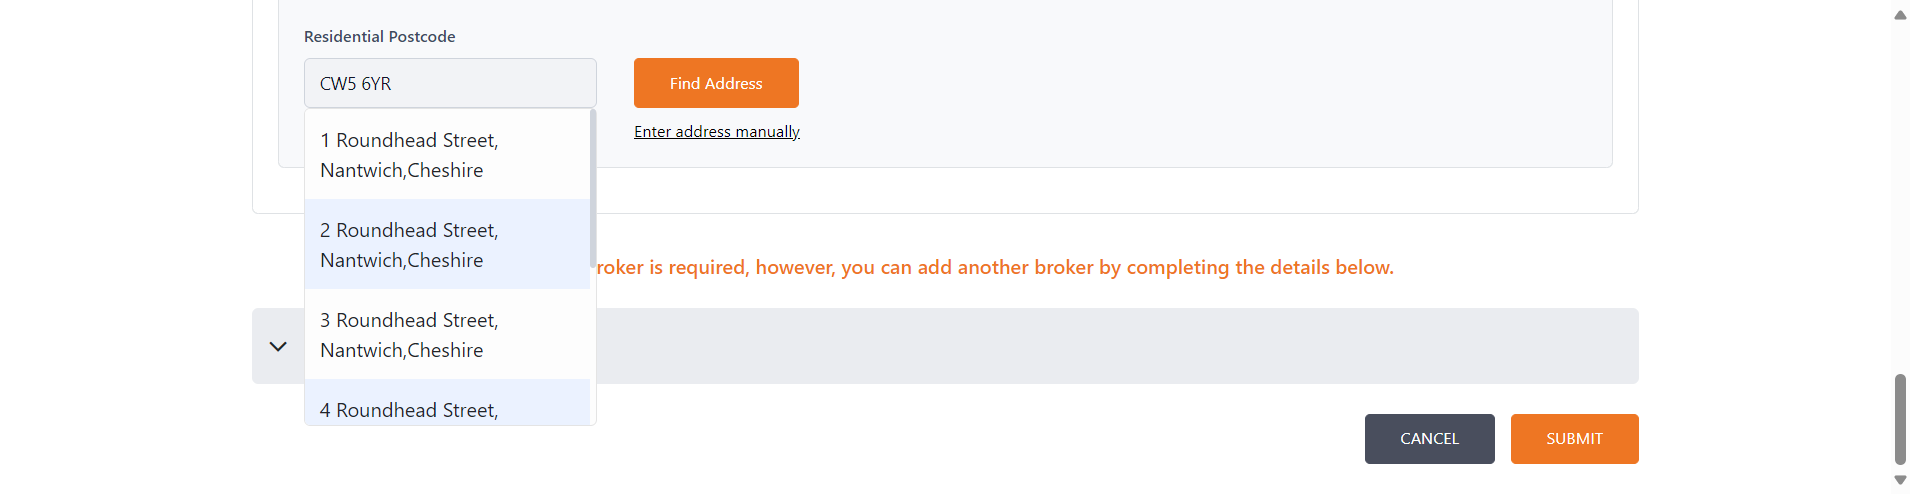 Residential Postcode
CW5 6YR
Find Address
Enter address manually
1 Roundhead Street,
Nantwich,Cheshire
2 Roundhead Street,
Nantwich,Cheshire
3 Roundhead Street,
Nantwich,Cheshire
4 Roundhead Street,
is required, however, you can add another broker by completing the details below.
CANCEL
SUBMIT